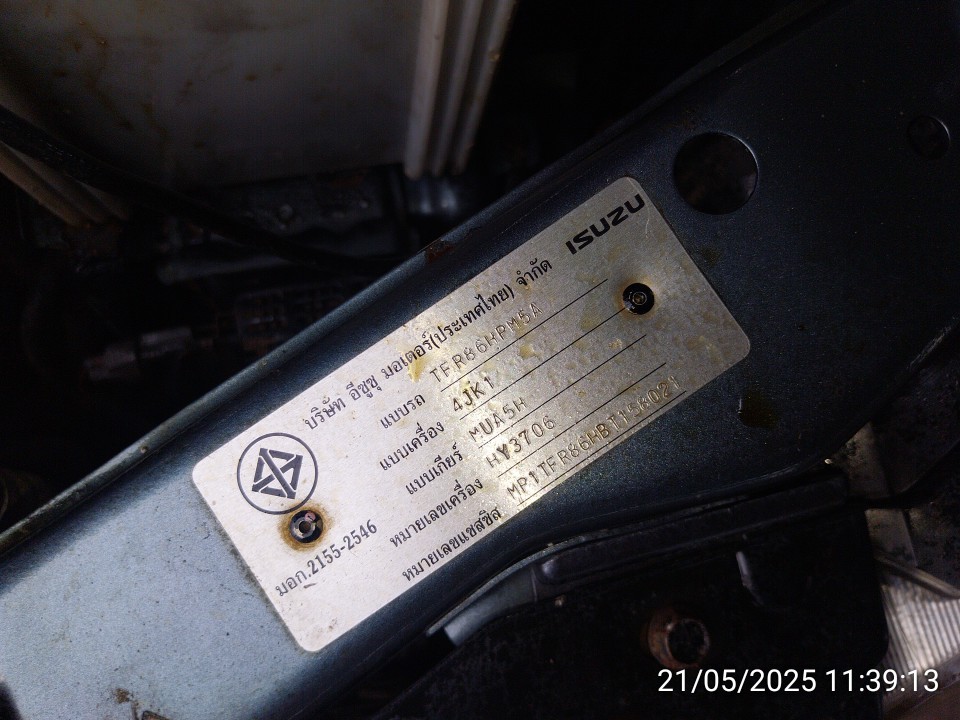 ISUZU
บริษัท อีซูซุ มอเตอร์(ประเทศไทย) จำกัด
แบบรถ TFR86HPM5A
แบบเครื่อง 4JK1
แบบเกียร์ MUA5H
หมายเลขเครื่อง HY3706
หมายเลขแชสซิส
มอก.2155-2546
21/05/2025 11:39:13